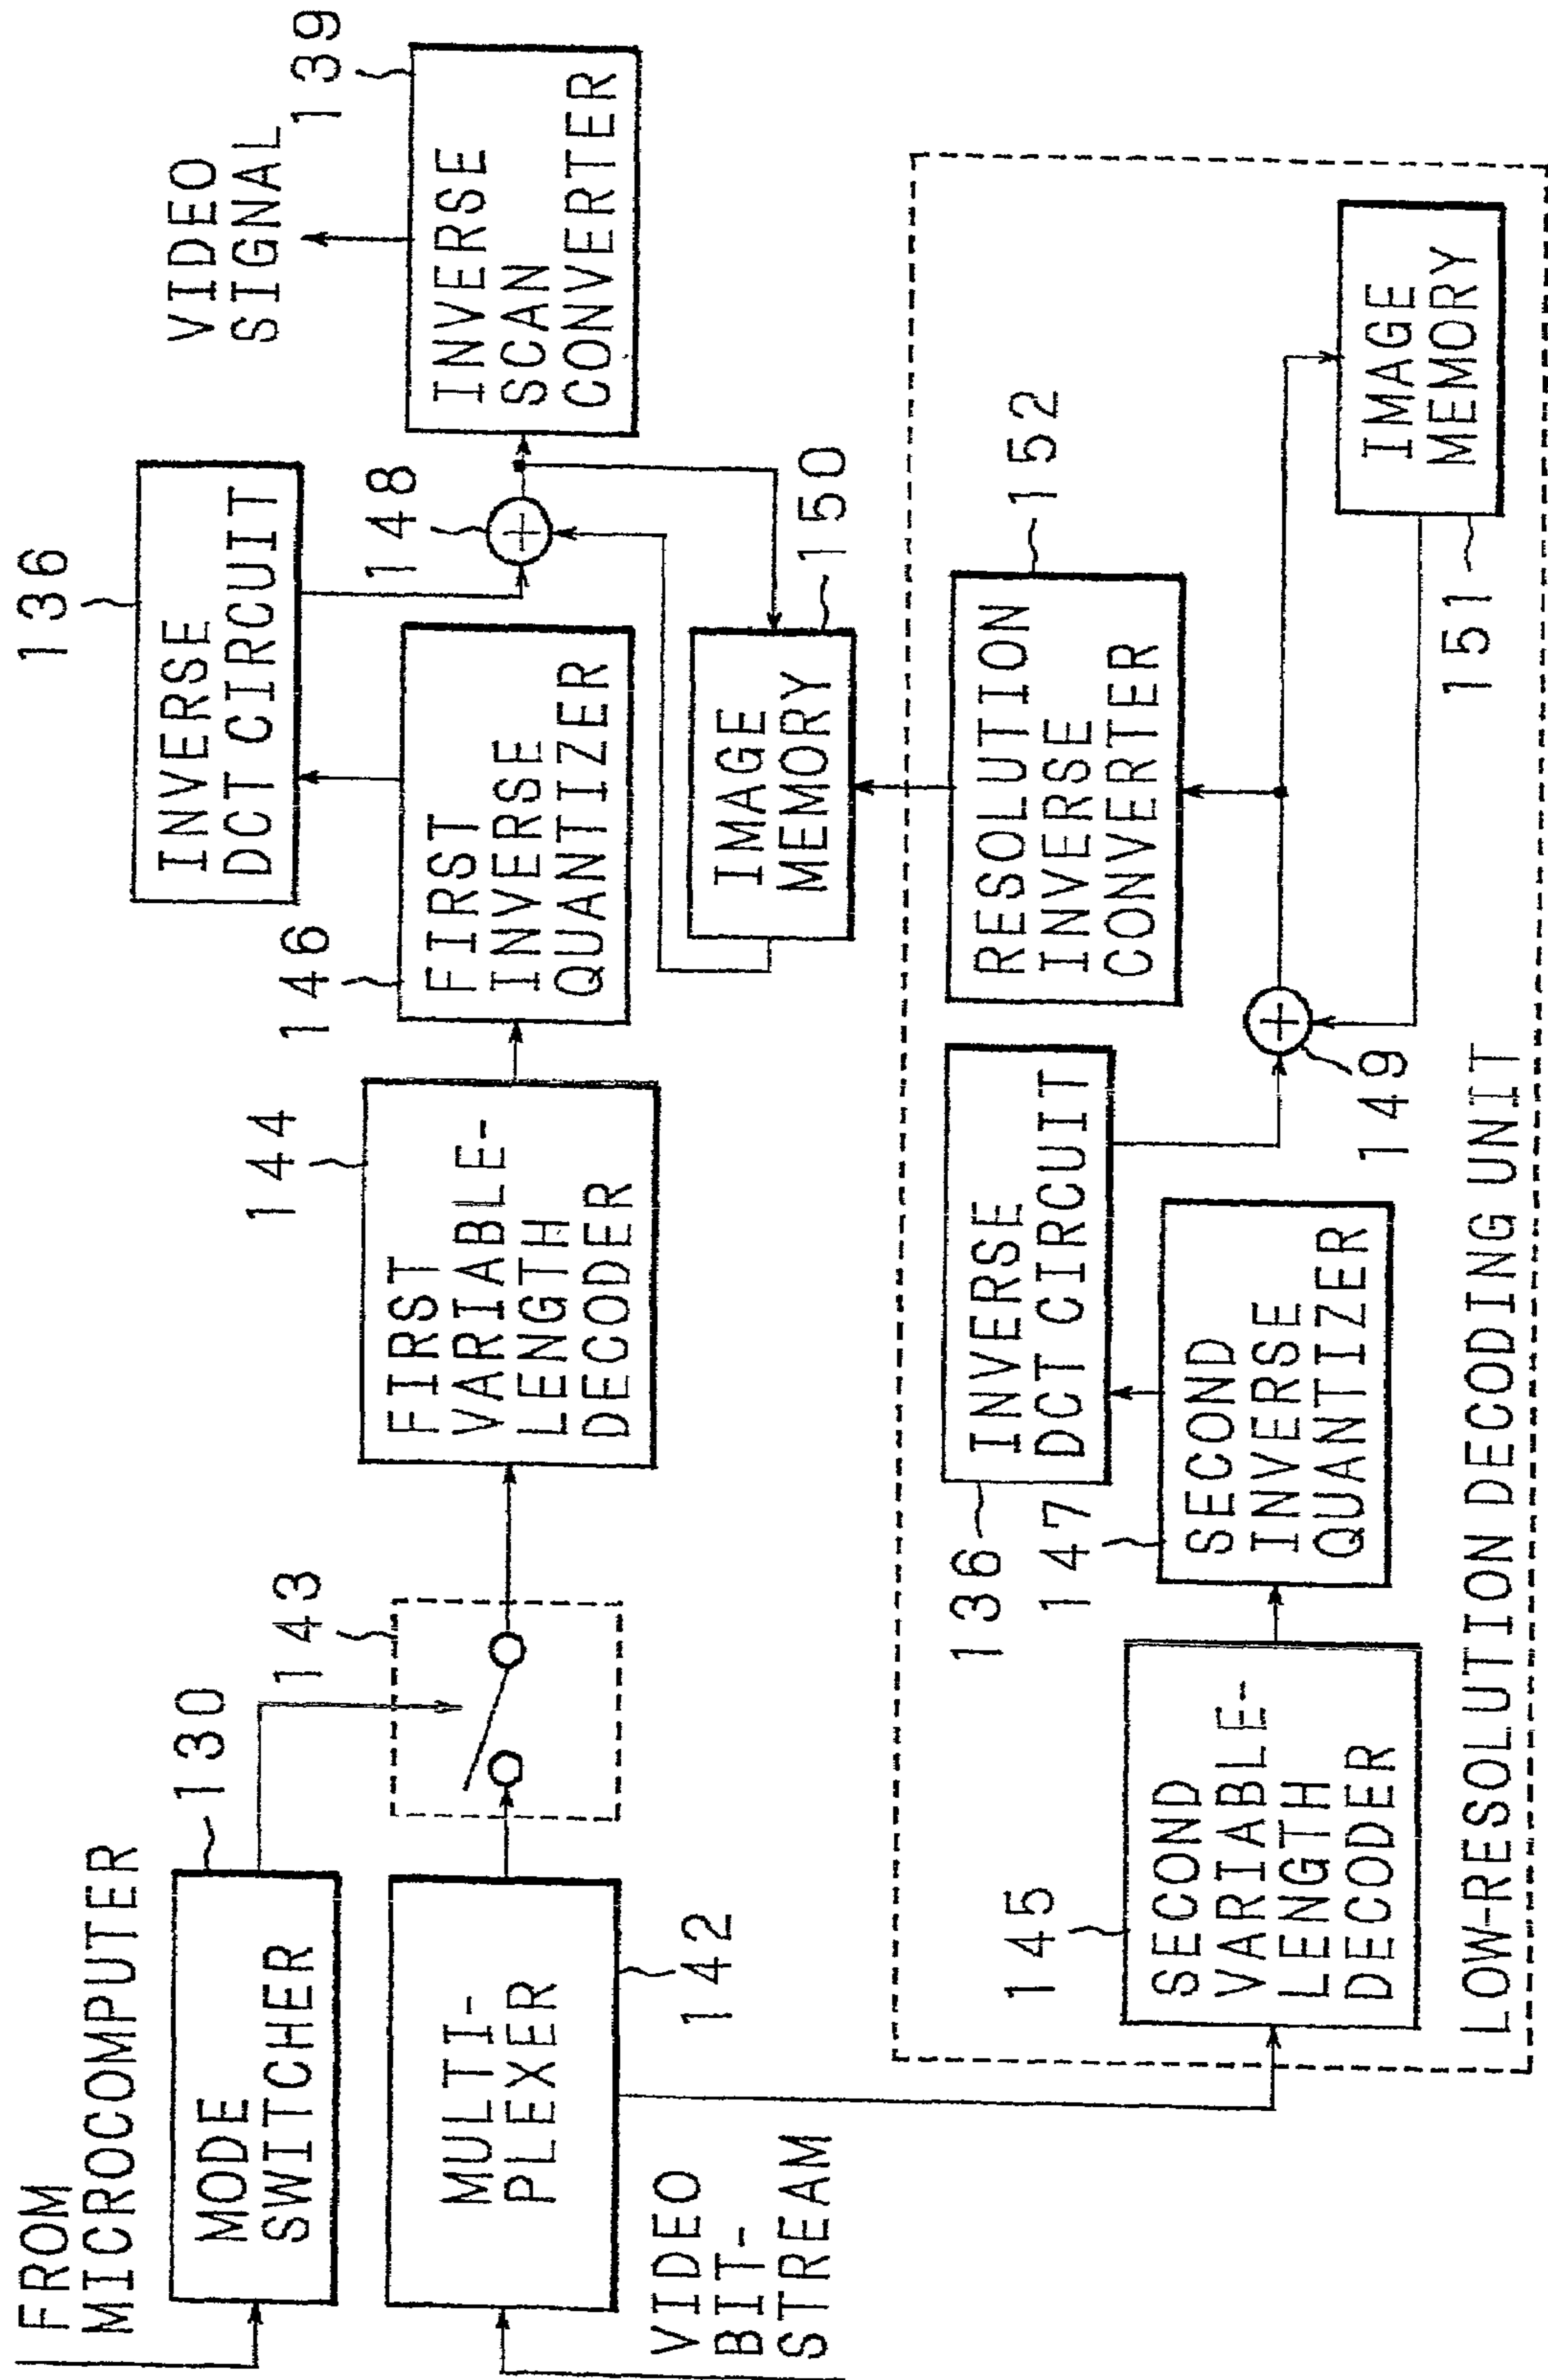 FROM
MICROCOMPUTER
MODE
SWITCHER
130
143
MULTI-
PLEXER
142
VIDEO
BIT-
STREAM
144
FIRST
VARIABLE-
LENGTH
DECODER
146
FIRST
INVERSE
QUANTIZER
136
INVERSE
DCT CIRCUIT
148
VIDEO
SIGNAL
139
INVERSE
SCAN
CONVERTER
IMAGE
MEMORY
150
145
SECOND
VARIABLE-
LENGTH
DECODER
147
SECOND
INVERSE
QUANTIZER
136
INVERSE
DCT CIRCUIT
149
RESOLUTION
INVERSE
CONVERTER
152
IMAGE
MEMORY
151
LOW-RESOLUTION DECODING UNIT